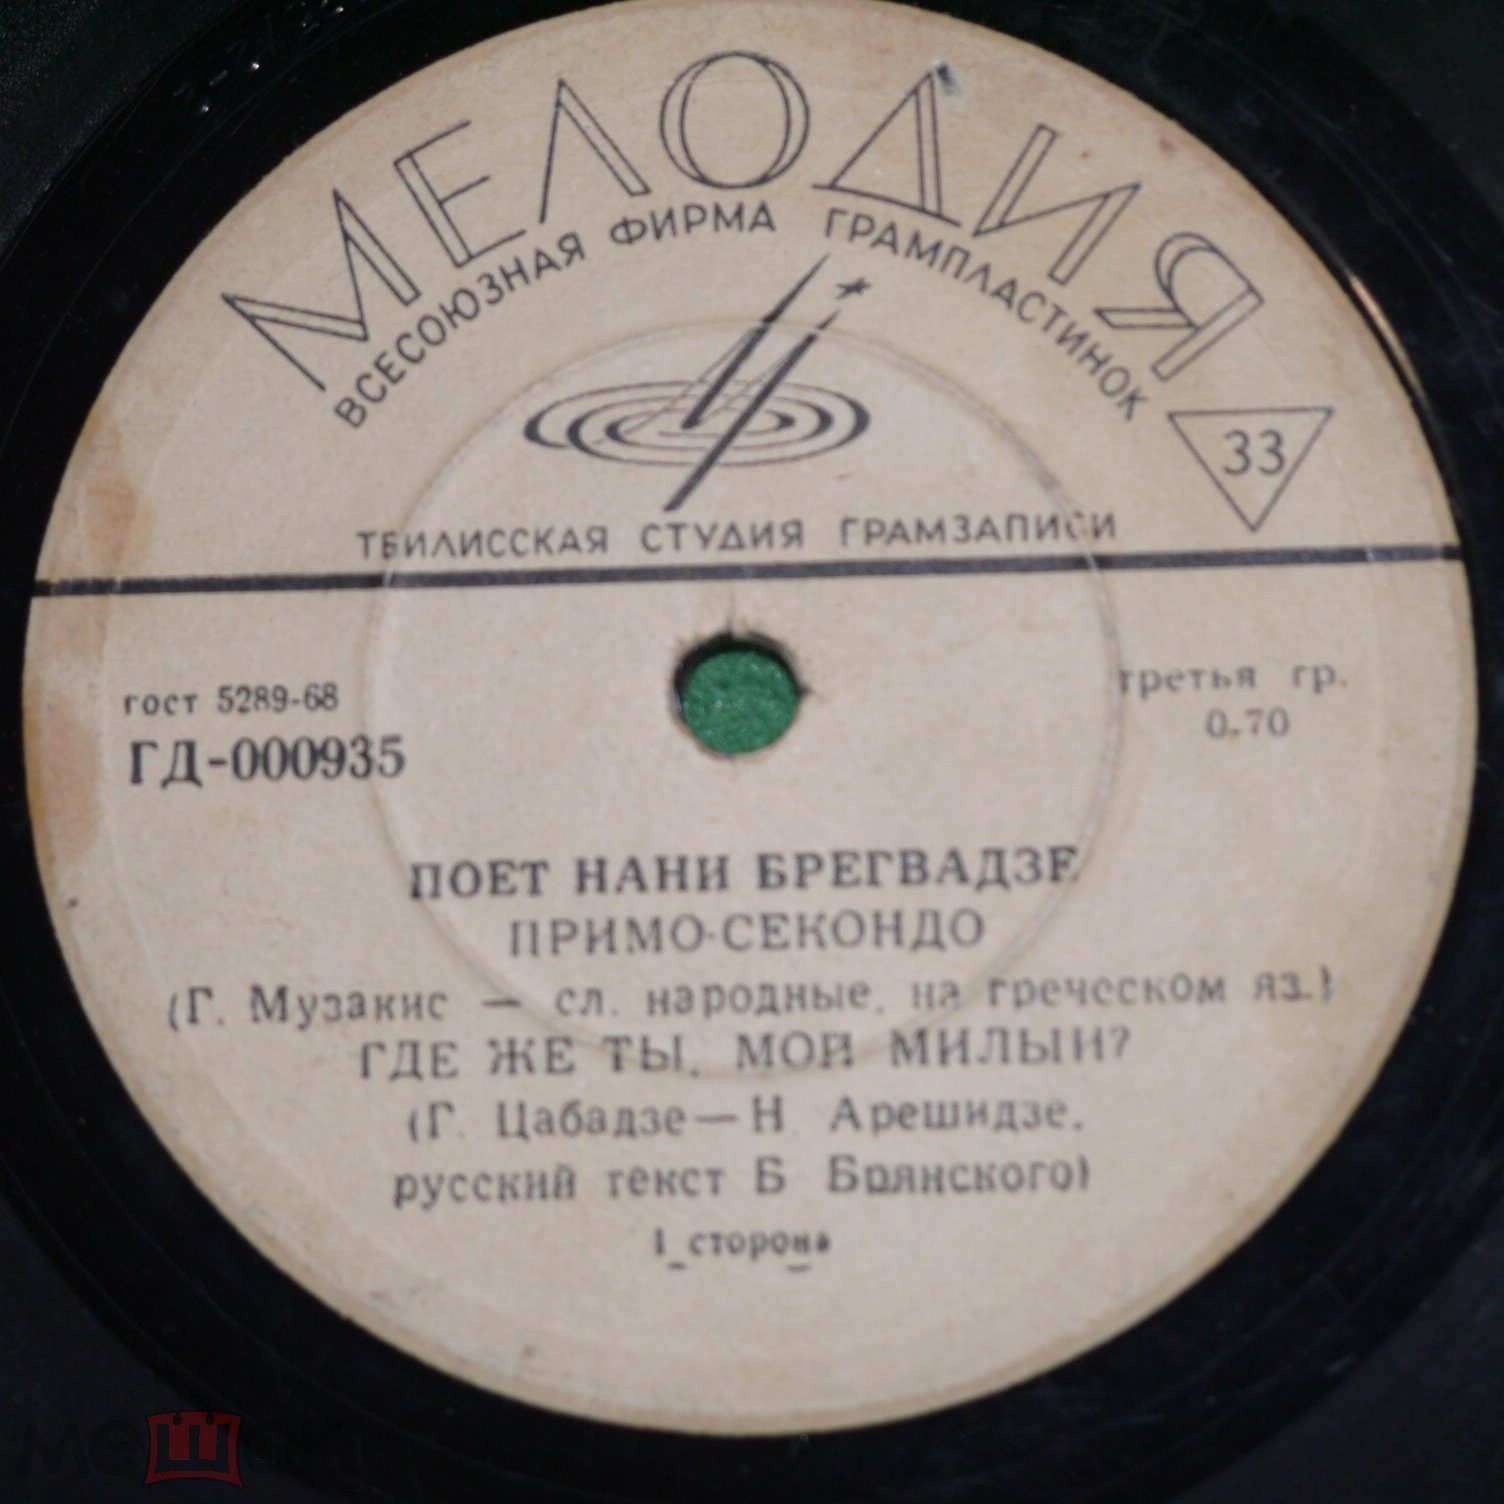 МЕЛОДИЯ
ВСЕСОЮЗНАЯ ФИРМА ГРАМПЛАСТИНОК
33
ТБИЛИССКАЯ СТУДИЯ ГРАМЗАПИСИ
гост 5289-68
ГД-000935
третья гр.
0.70
ПОЕТ НАНИ БРЕГВАДЗЕ
ПРИМО-СЕКОНДО
(Г. Музакис — сл. народные, на греческом яз.)
ГДЕ ЖЕ ТЫ, МОЙ МИЛЫЙ?
(Г. Цабадзе — Н. Арешидзе,
русский текст Б. Брянского)
1 сторона